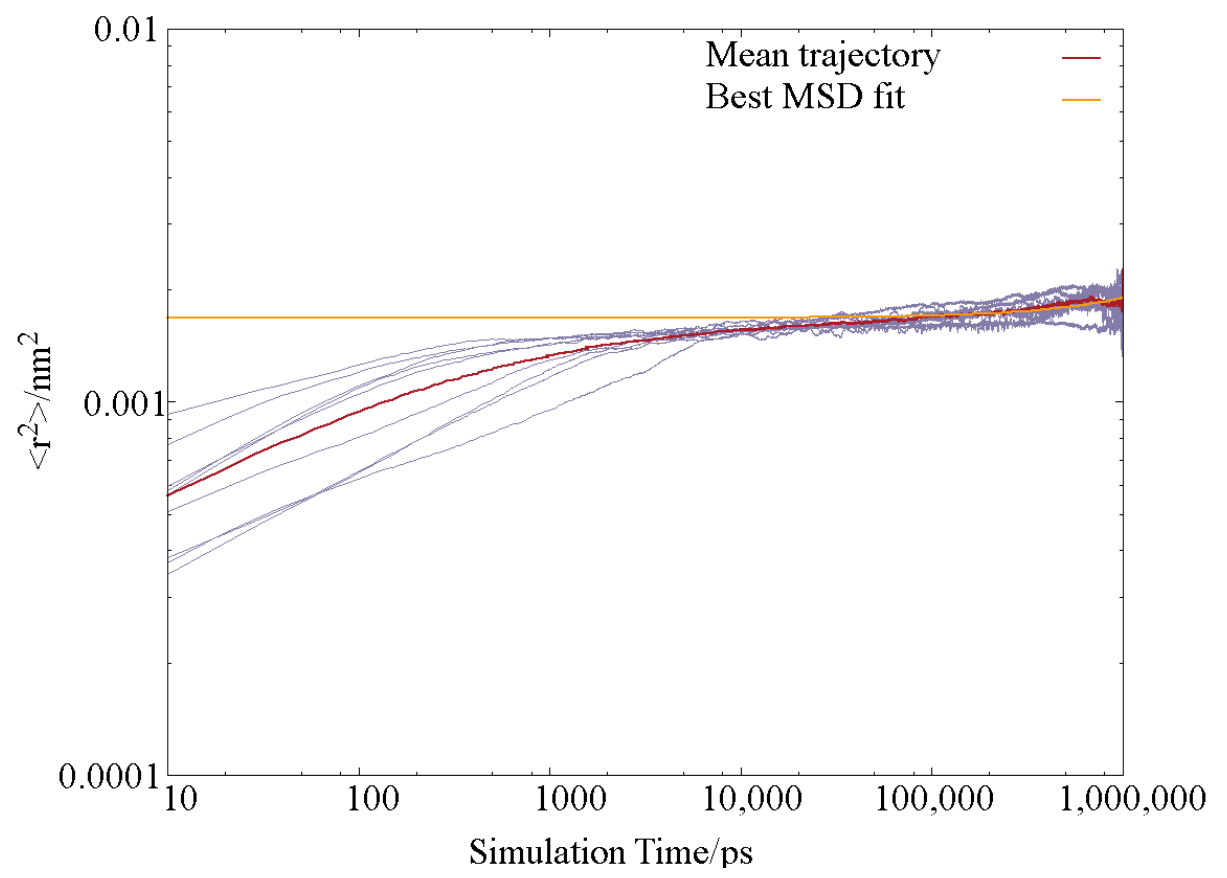 0.01
Mean trajectory
Best MSD fit
0.001
<r²>/nm²
0.0001
10 100 1000 10,000 100,000 1,000,000
Simulation Time/ps